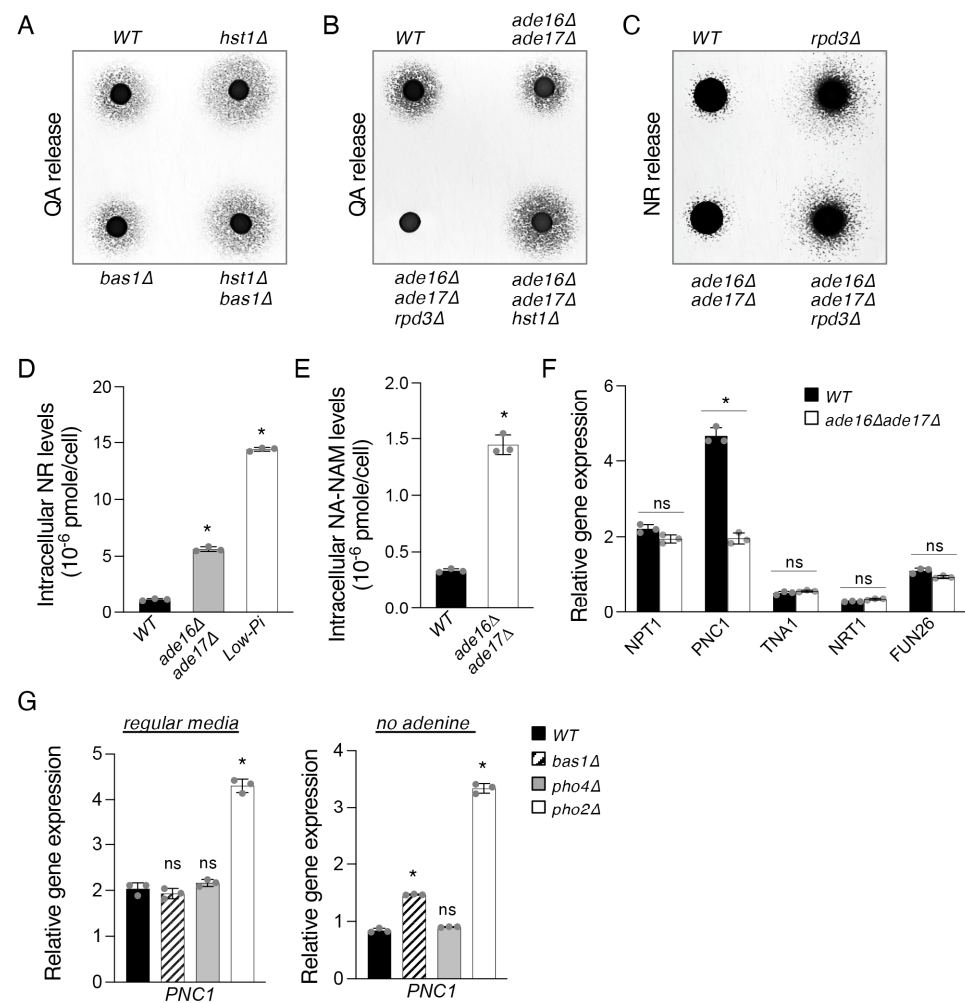 A
WT
hst1Δ
QA release
bas1Δ
hst1Δ
bas1Δ
B
WT
ade16Δ
ade17Δ
QA release
ade16Δ
ade17Δ
rpd3Δ
ade16Δ
ade17Δ
hst1Δ
C
WT
rpd3Δ
NR release
ade16Δ
ade17Δ
ade16Δ
ade17Δ
rpd3Δ
D
Intracellular NR levels
(10-6 pmole/cell)
20
15
10
5
0
*
*
WT
ade16Δ
ade17Δ
Low-Pi
E
Intracellular NA-NAM levels
(10-6 pmole/cell)
2.0
1.5
1.0
0.5
0.0
*
WT
ade16Δ
ade17Δ
F
Relative gene expression
6
4
2
0
ns
*
ns
ns
ns
NPT1
PNC1
TNA1
NRT1
FUN26
WT
ade16Δade17Δ
G
regular media
Relative gene expression
5
4
3
2
1
0
ns
ns
*
PNC1
no adenine
Relative gene expression
4
3
2
1
0
*
ns
*
PNC1
WT
bas1Δ
pho4Δ
pho2Δ